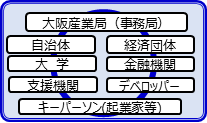 大阪産業局（事務局）
自治体
経済団体
大　学
金融機関
支援機関
デベロッパー
キーパーソン(起業家等)